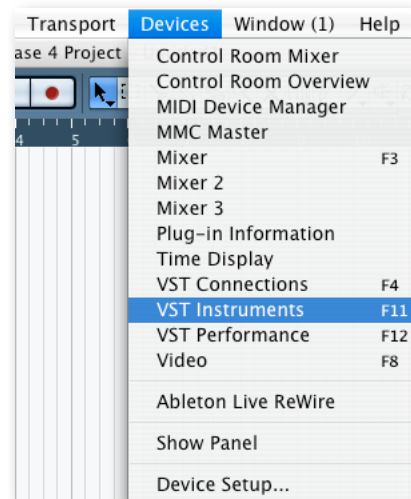 Transport Devices Window (1) Help
ase 4 Project
4 5
Control Room Mixer
Control Room Overview
MIDI Device Manager
MMC Master
Mixer F3
Mixer 2
Mixer 3
Plug-in Information
Time Display
VST Connections F4
VST Instruments F11
VST Performance F12
Video F8
Ableton Live ReWire
Show Panel
Device Setup...